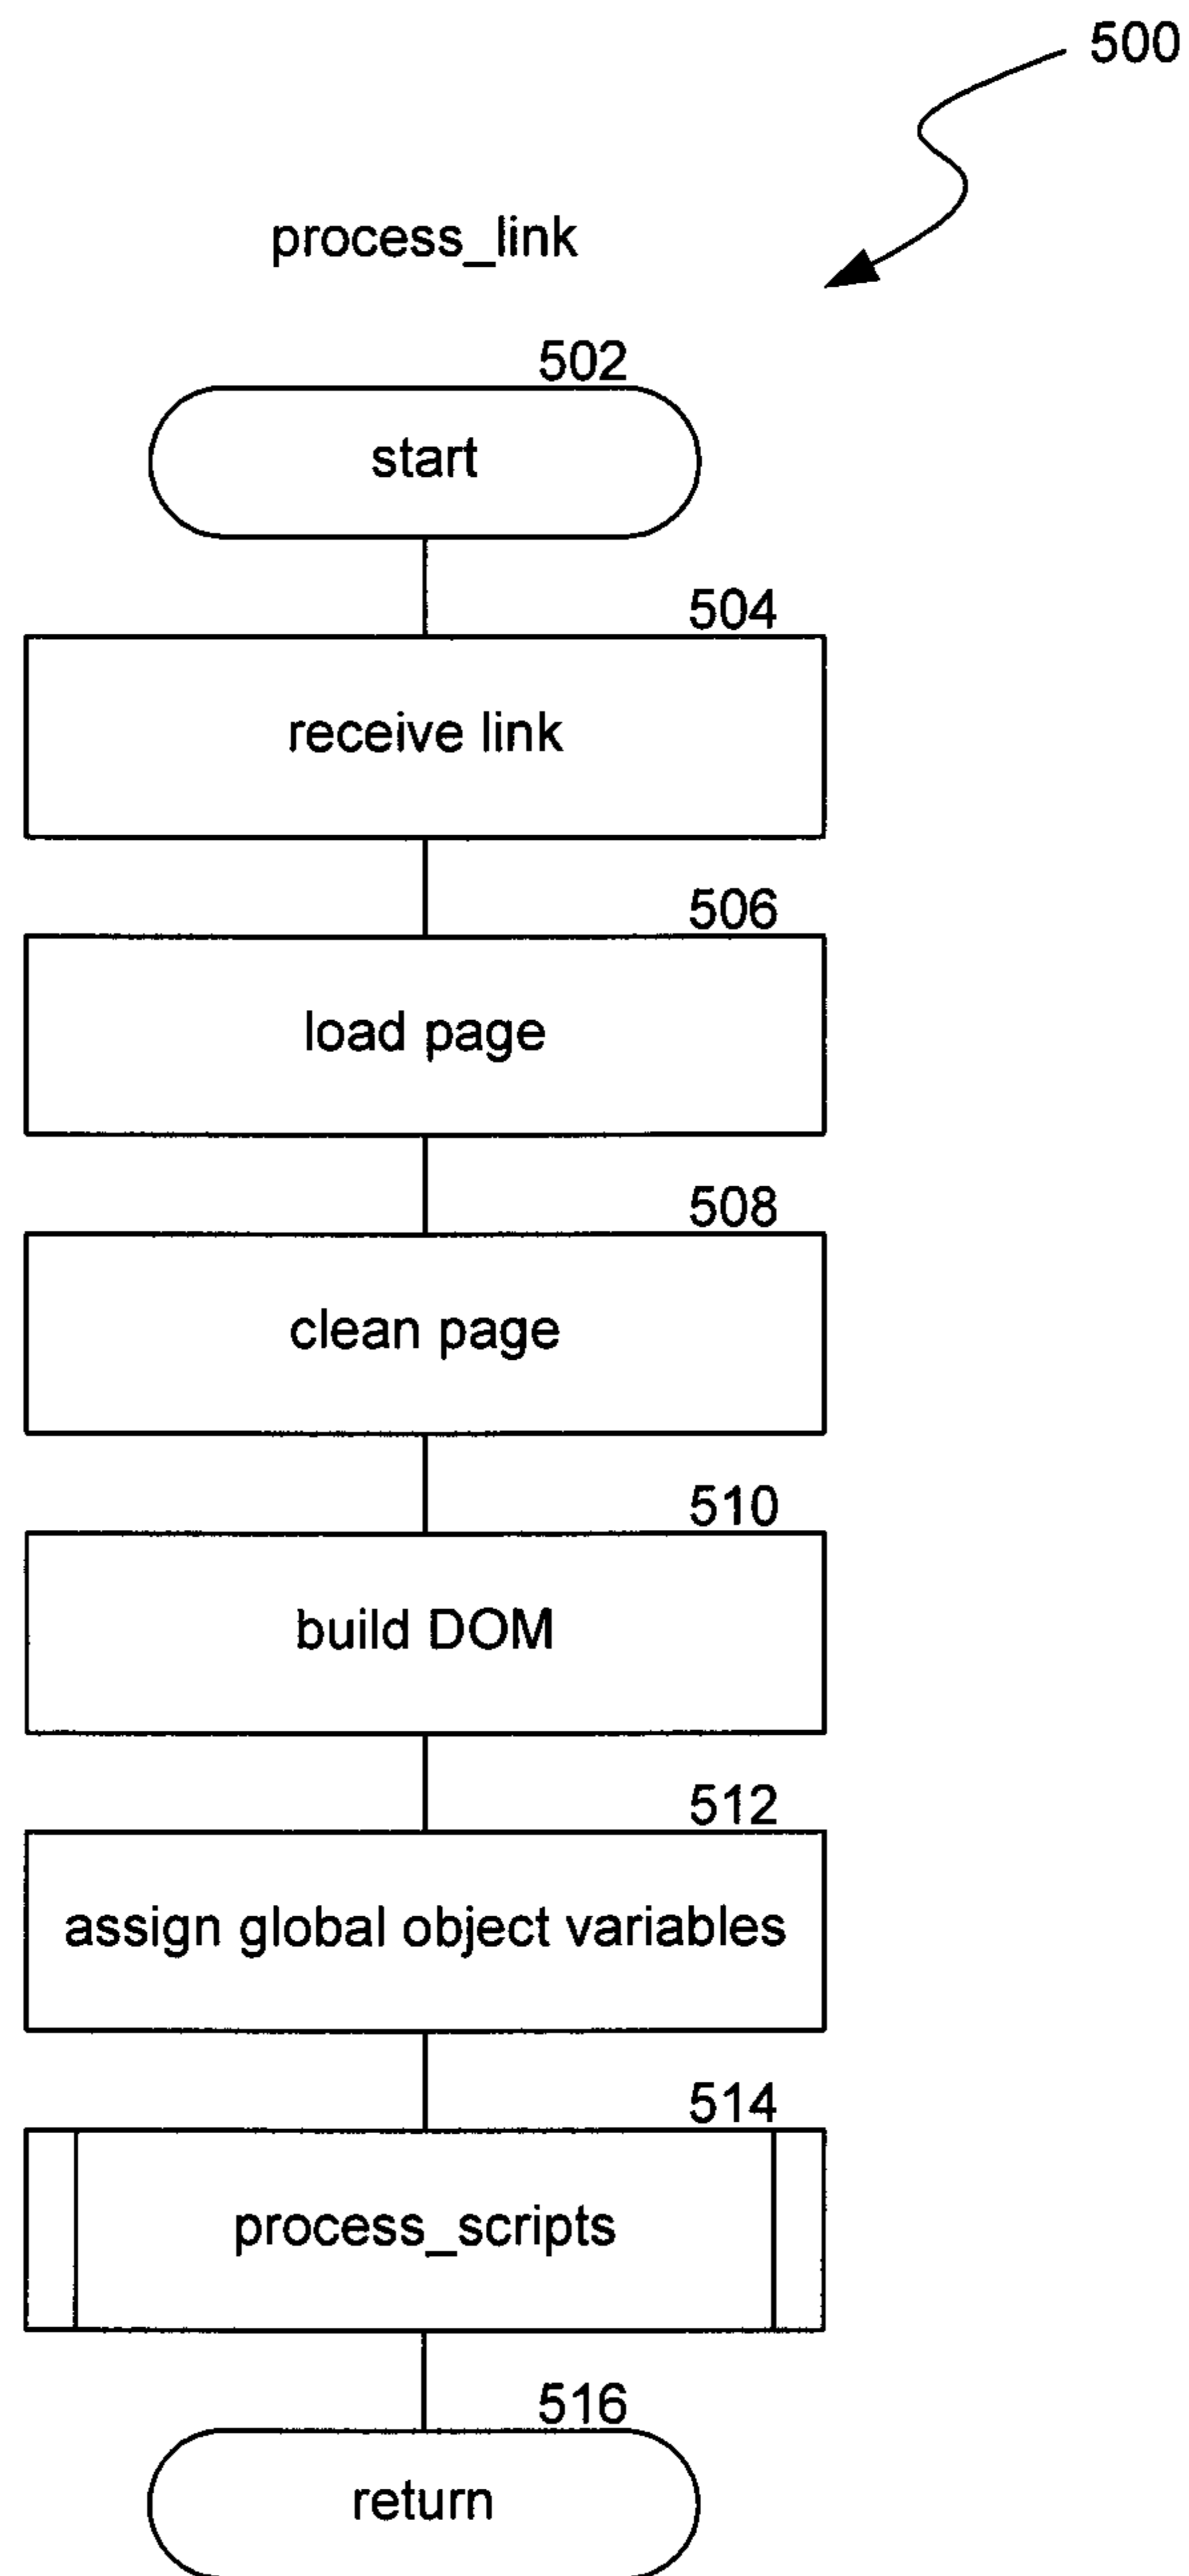 500
process_link
502
start
504
receive link
506
load page
508
clean page
510
build DOM
512
assign global object variables
514
process_scripts
516
return